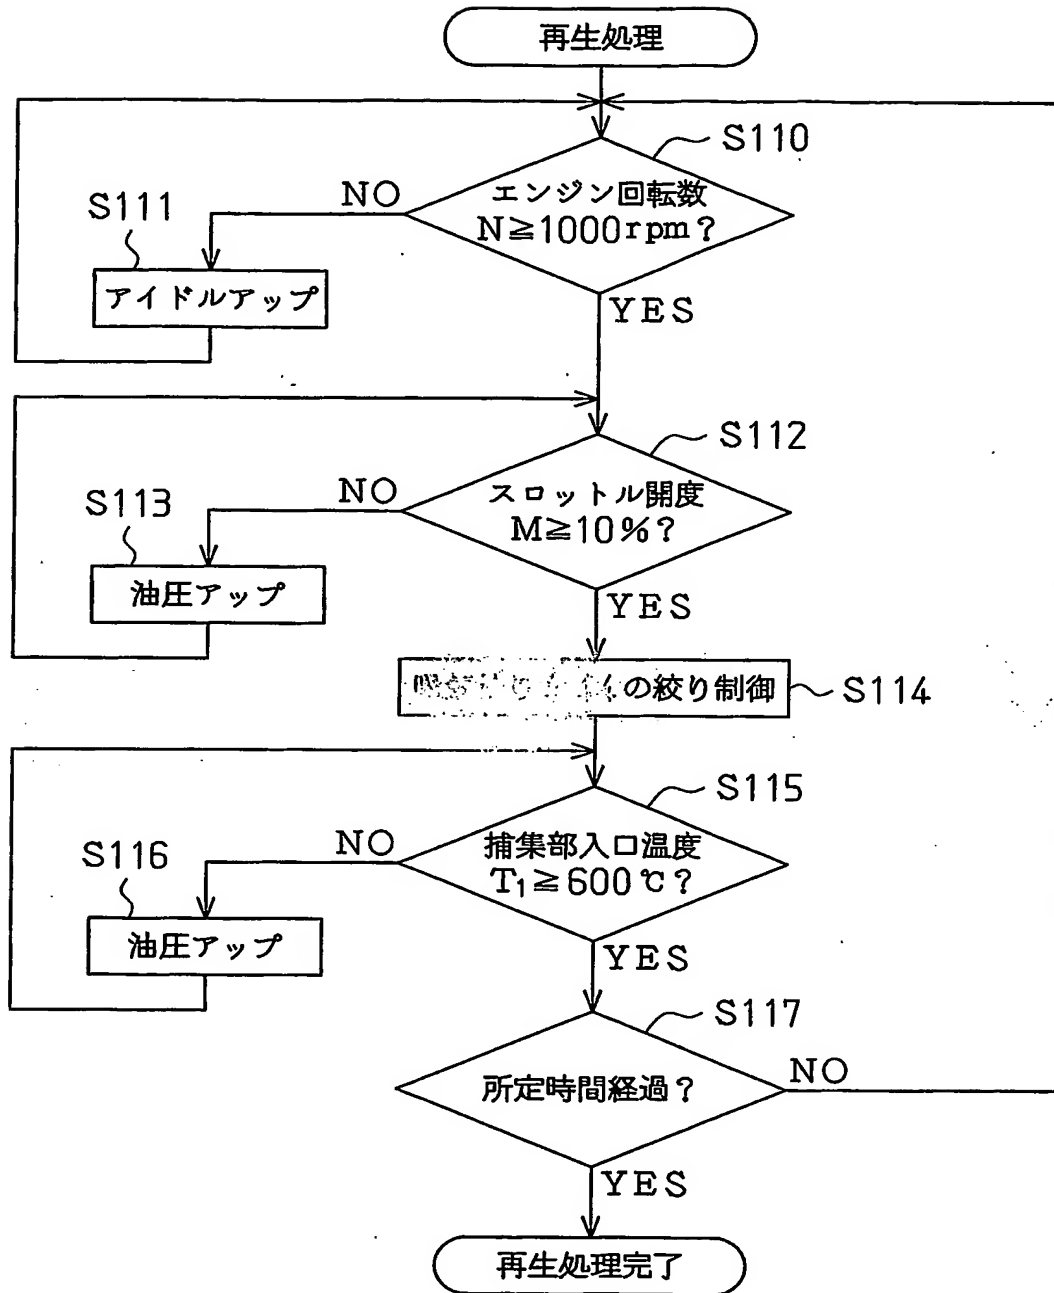 再生処理
S110
エンジン回転数
N≧1000rpm?
NO
S111
アイドルアップ
YES
S112
スロットル開度
M≧10%?
NO
S113
油圧アップ
YES
の絞り制御
S114
S115
捕集部入口温度
T₁≧600℃?
NO
S116
油圧アップ
YES
S117
所定時間経過?
NO
YES
再生処理完了